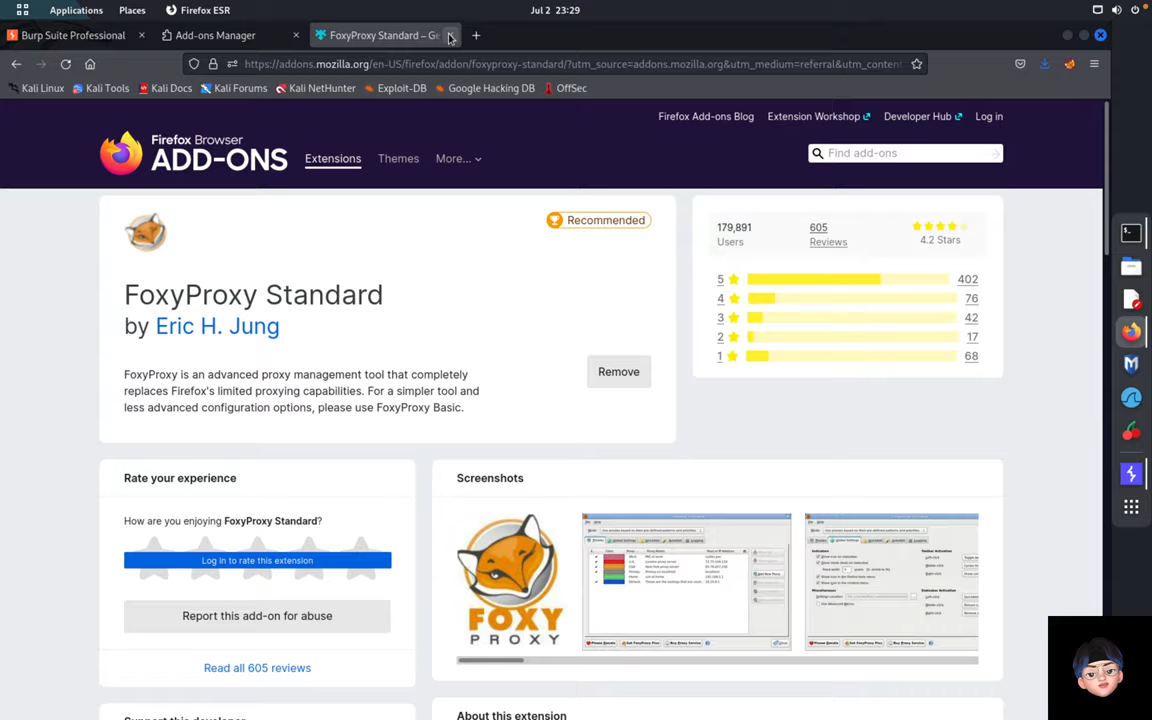 Applications Places Firefox ESR Jul 2 23:29
Burp Suite Professional Add-ons Manager FoxyProxy Standard – Ge
https://addons.mozilla.org/en-US/firefox/addon/foxyproxy-standard/?utm_source=addons.mozilla.org&utm_medium=referral&utm_content
Kali Linux Kali Tools Kali Docs Kali Forums Kali NetHunter Exploit-DB Google Hacking DB OffSec
Firefox Add-ons Blog Extension Workshop Developer Hub Log in
Firefox Browser
ADD-ONS
Extensions Themes More...
Find add-ons
Recommended
FoxyProxy Standard
by Eric H. Jung
FoxyProxy is an advanced proxy management tool that completely
replaces Firefox's limited proxying capabilities. For a simpler tool and
less advanced configuration options, please use FoxyProxy Basic.
Remove
179,891 605
Users Reviews 4.2 Stars
5 402
4 76
3 42
2 17
1 68
Rate your experience
How are you enjoying FoxyProxy Standard?
Log in to rate this extension
Report this add-on for abuse
Read all 605 reviews
Support this developer
Screenshots
FOXY
PROXY
About this extension